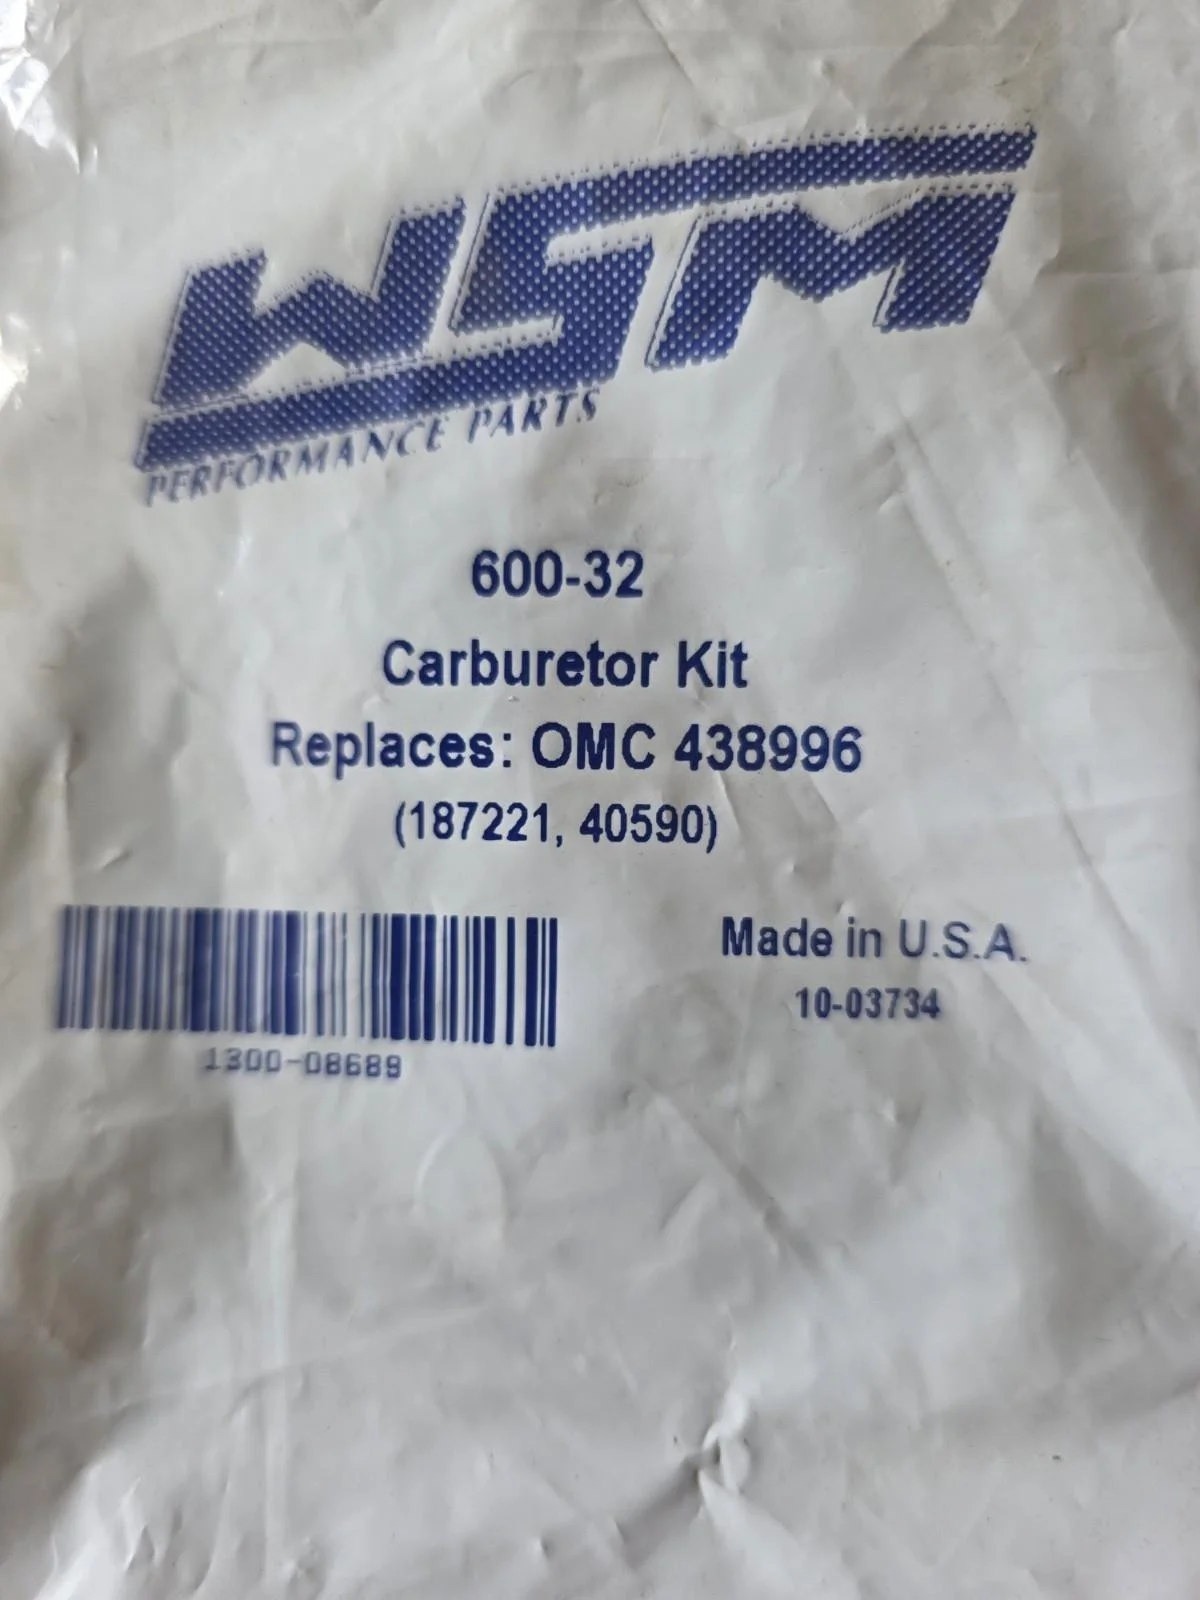 WSM
PERFORMANCE PARTS
600-32
Carburetor Kit
Replaces: OMC 438996
(187221, 40590)
Made in U.S.A.
10-03734
1300-08689